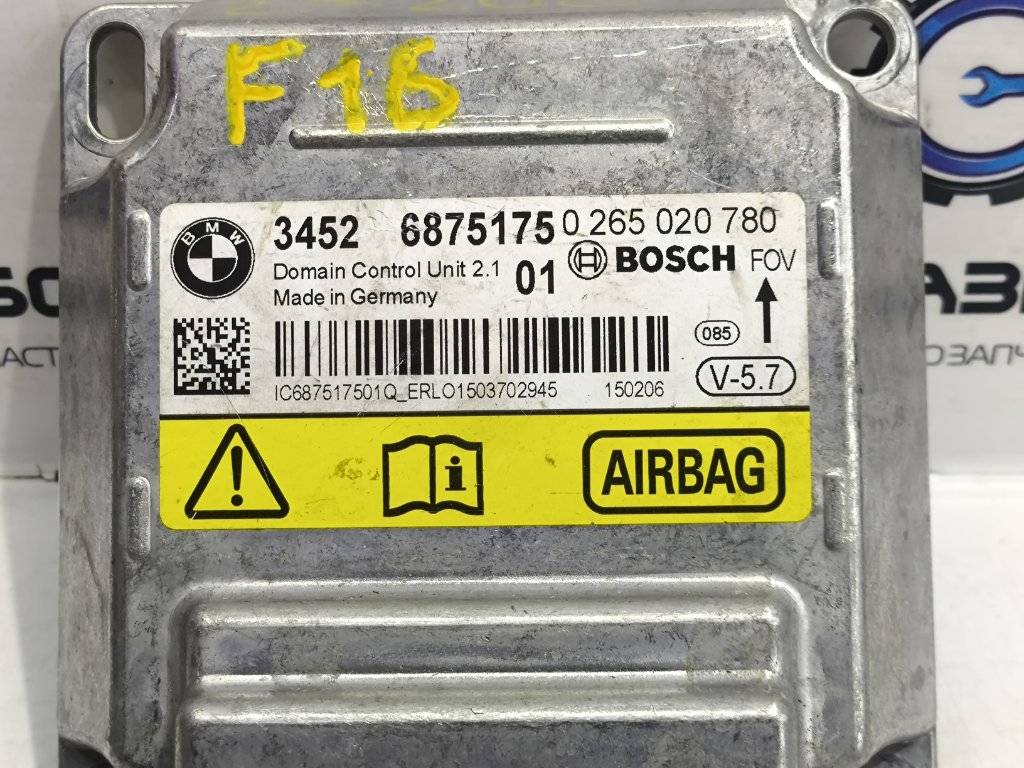 F16
BMW
3452 6875175 0 265 020 780
Domain Control Unit 2.1 01 BOSCH FOV
Made in Germany
085
IC687517501Q_ERLO1503702945 150206
V-5.7
AIRBAG